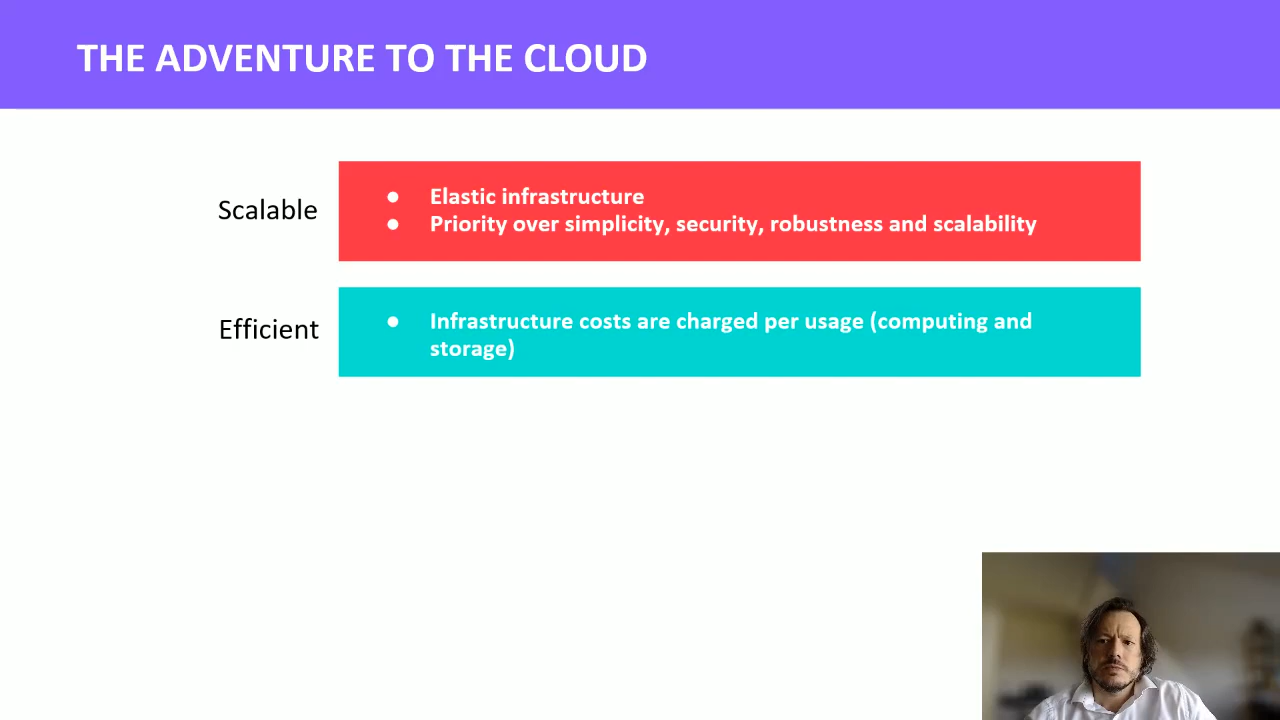 THE ADVENTURE TO THE CLOUD
Scalable
● Elastic infrastructure
● Priority over simplicity, security, robustness and scalability
Efficient
● Infrastructure costs are charged per usage (computing and
storage)